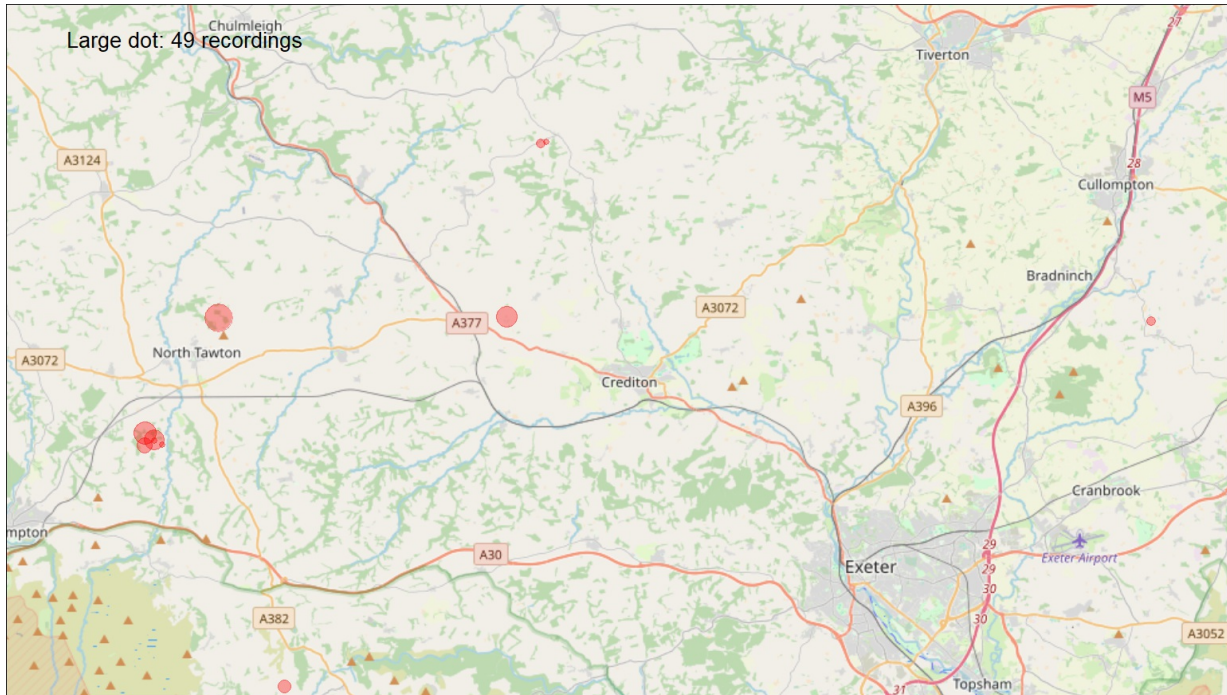 Chulmleigh
Large dot: 49 recordings
27
Tiverton
M5
A3124
28
Cullompton
Bradninch
A3072
A377
North Tawton
A3072
Crediton
A396
Cranbrook
mpton
29
A30
Exeter
Exeter Airport
29
30
A382
30
A3052
Topsham
31